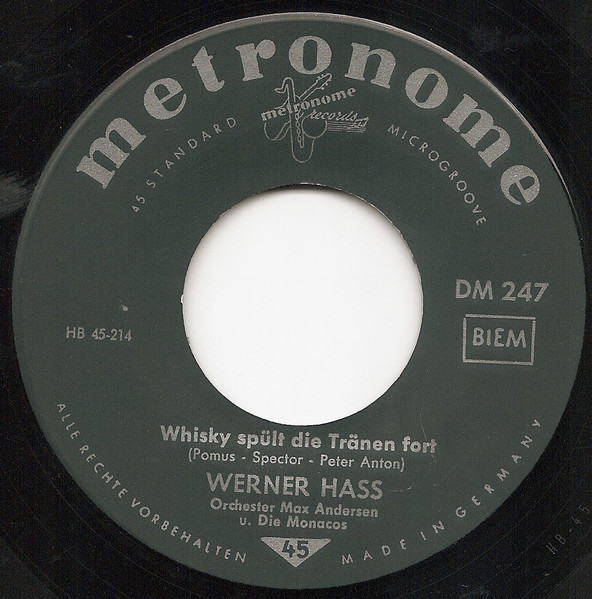 metronome
metronome
records
45 STANDARD
MICROGROOVE
DM 247
BIEM
HB 45-214
Whisky spült die Tränen fort
(Pomus - Spector - Peter Anton)
WERNER HASS
Orchester Max Andersen
u. Die Monacos
45
ALLE RECHTE VORBEHALTEN
MADE IN GERMANY